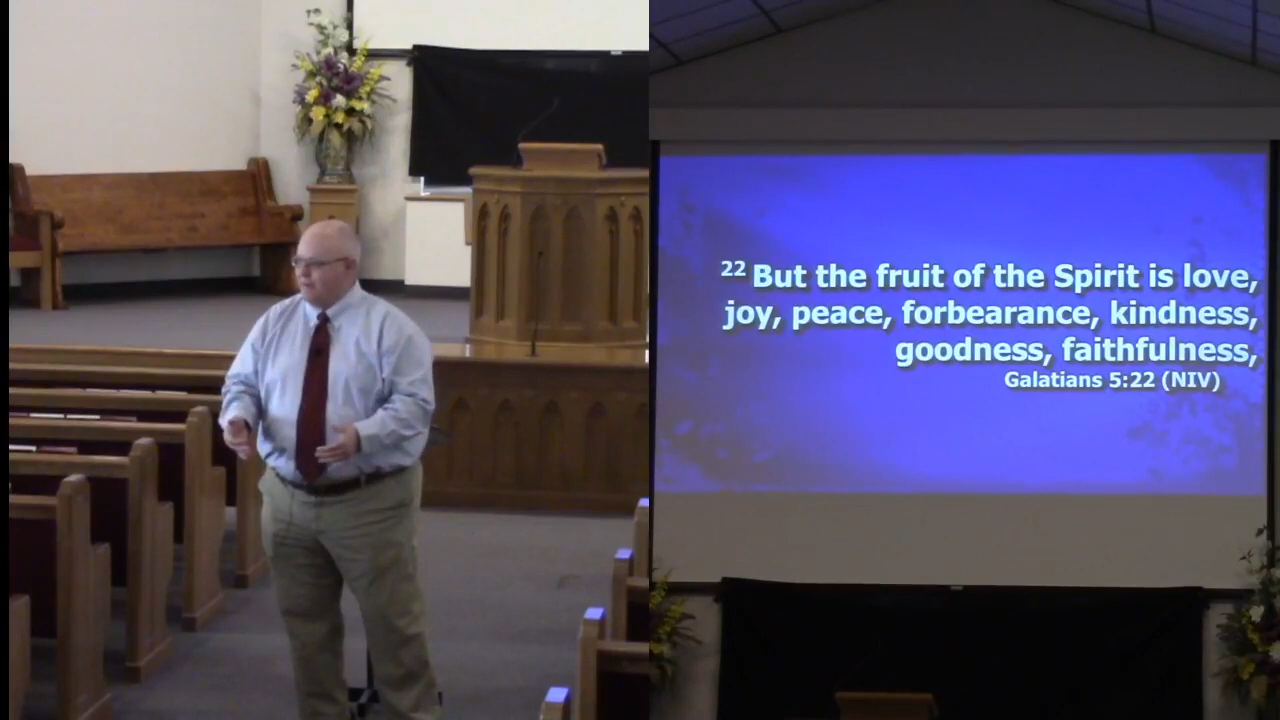 22 But the fruit of the Spirit is love,
joy, peace, forbearance, kindness,
goodness, faithfulness,
Galatians 5:22 (NIV)